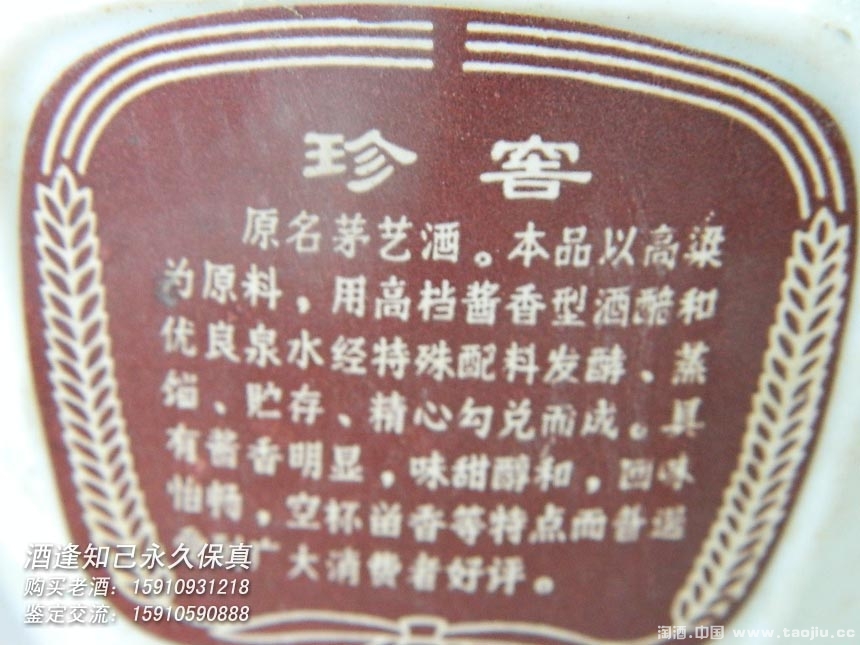 珍窖
原名茅艺酒。本品以高粱
为原料，用高档酱香型酒醅和
优良泉水经特殊配料发酵、蒸
馏、贮存、精心勾兑而成。具
有酱香明显，味甜醇和，回味
怡畅，空杯留香等特点而普遍
广大消费者好评。
酒逢知己永久保真
购买老酒：15910931218
鉴定交流：15910590888
淘酒.中国 www.taojiu.cc